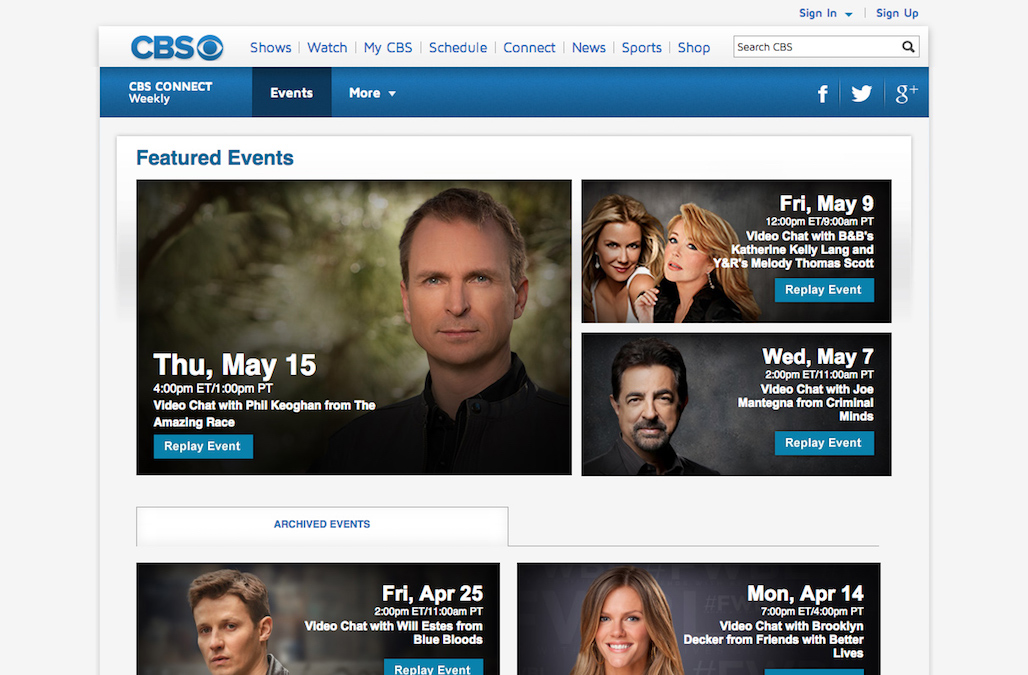 Sign In
Sign Up
CBS
Shows
Watch
My CBS
Schedule
Connect
News
Sports
Shop
Search CBS
CBS CONNECT
Weekly
Events
More
f
g+
Featured Events
Thu, May 15
4:00pm ET/1:00pm PT
Video Chat with Phil Keoghan from The
Amazing Race
Replay Event
Fri, May 9
12:00pm ET/9:00am PT
Video Chat with B&B's
Katherine Kelly Lang and
Y&R's Melody Thomas Scott
Replay Event
Wed, May 7
2:00pm ET/11:00am PT
Video Chat with Joe
Mantegna from Criminal
Minds
Replay Event
ARCHIVED EVENTS
Fri, Apr 25
2:00pm ET/11:00am PT
Video Chat with Will Estes from
Blue Bloods
Replay Event
Mon, Apr 14
7:00pm ET/4:00pm PT
Video Chat with Brooklyn
Decker from Friends with Better
Lives